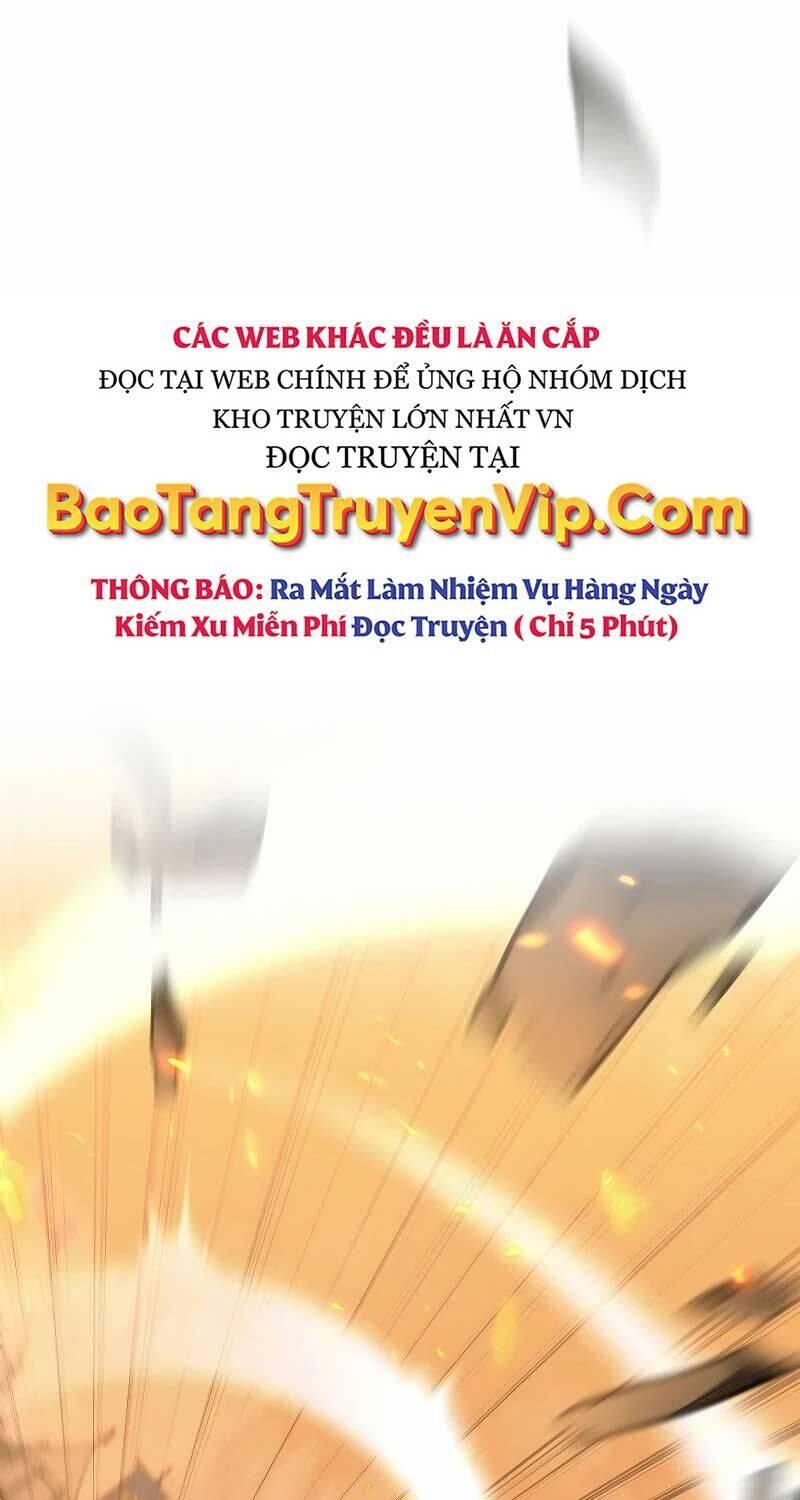 CÁC WEB KHÁC ĐỀU LÀ ĂN CẮP
ĐỌC TẠI WEB CHÍNH ĐỂ ỦNG HỘ NHÓM DỊCH
KHO TRUYỆN LỚN NHẤT VN
ĐỌC TRUYỆN TẠI
BaoTangTruyenVip.Com
THÔNG BÁO: Ra Mắt Làm Nhiệm Vụ Hàng Ngày
Kiếm Xu Miễn Phí Đọc Truyện ( Chỉ 5 Phút)